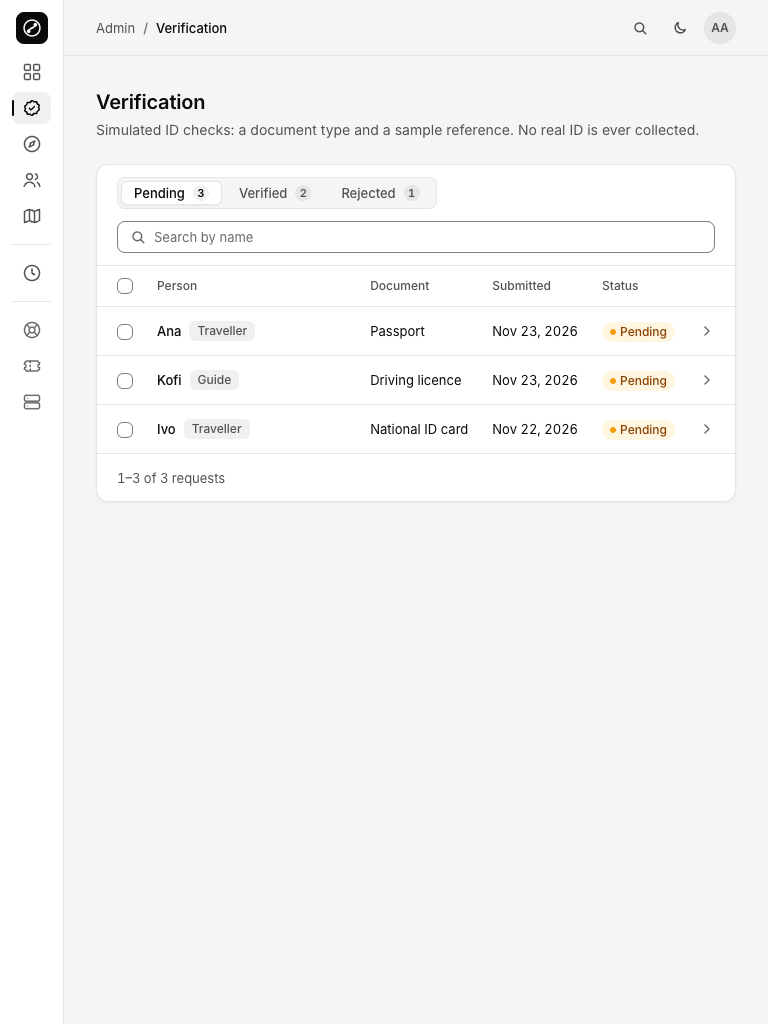 Admin / Verification
AA
Verification
Simulated ID checks: a document type and a sample reference. No real ID is ever collected.
Pending 3 Verified 2 Rejected 1
Search by name
Person Document Submitted Status
Ana Traveller Passport Nov 23, 2026 Pending
Kofi Guide Driving licence Nov 23, 2026 Pending
Ivo Traveller National ID card Nov 22, 2026 Pending
1–3 of 3 requests